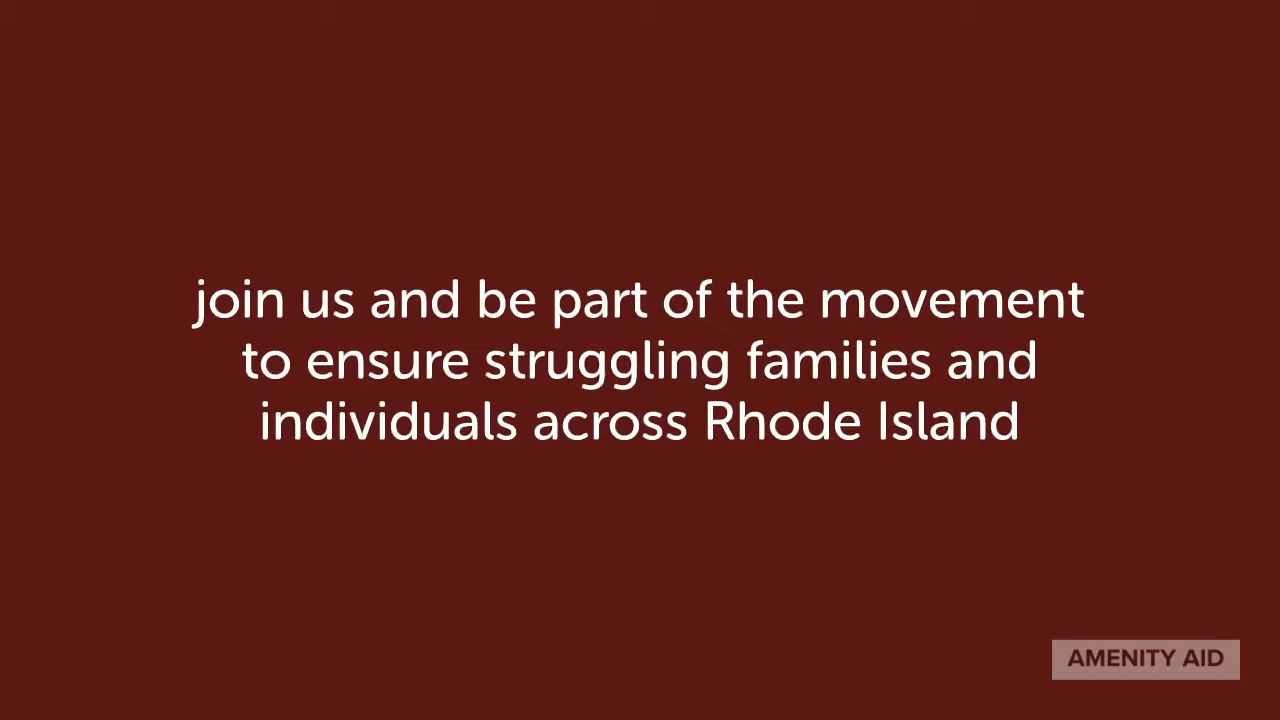 join us and be part of the movement
to ensure struggling families and
individuals across Rhode Island
AMENITY AID